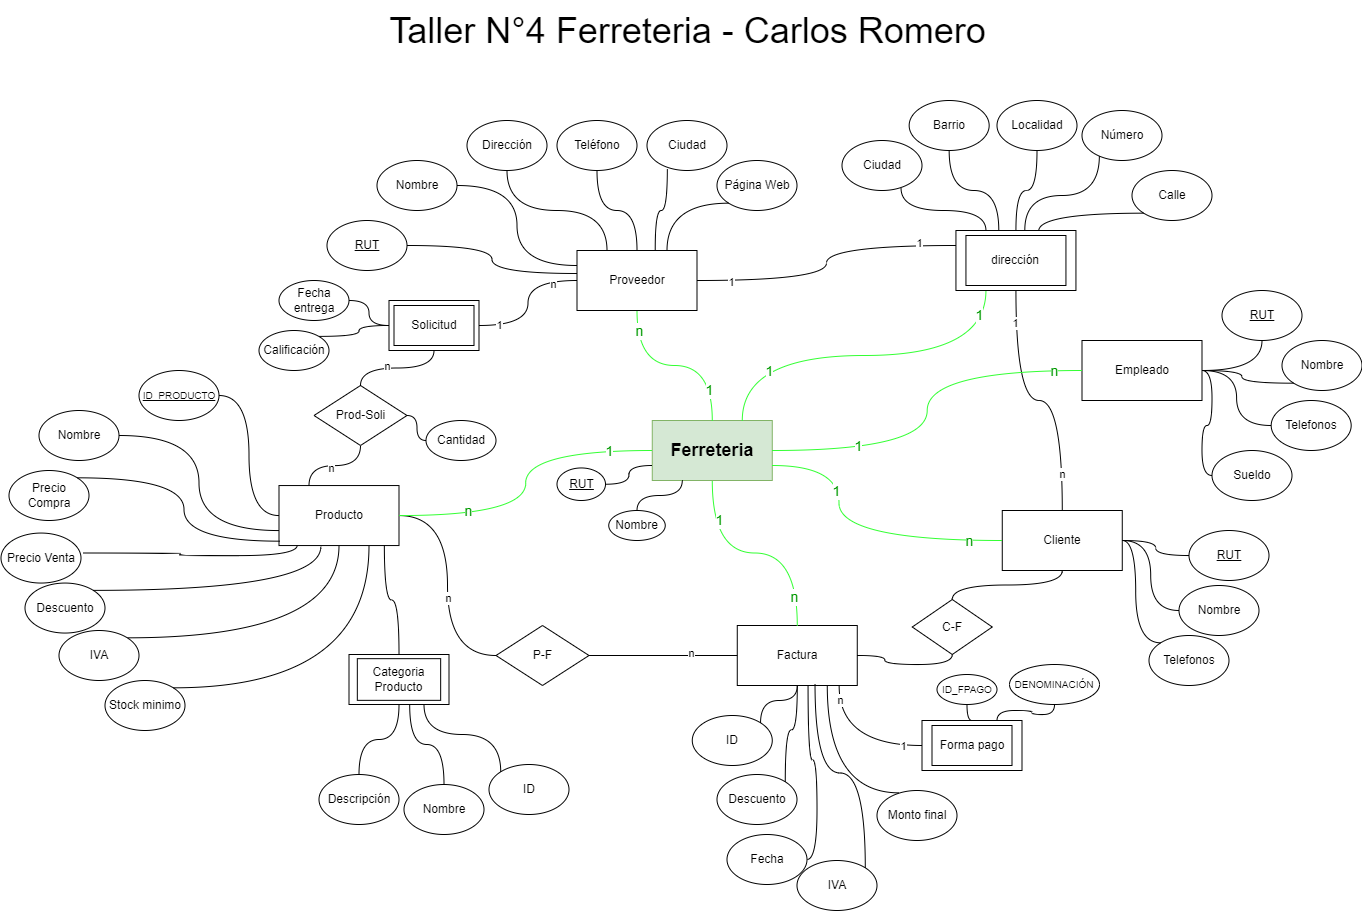 Taller N°4 Ferreteria - Carlos Romero
Dirección
Teléfono
Ciudad
Nombre
Página Web
RUT
Proveedor
Ciudad
Barrio
Localidad
Número
Calle
dirección
1
1
n
1
Fecha
entrega
Calificación
Solicitud
n
Prod-Soli
Cantidad
n
n
1
1
1
1
n
1
n
Empleado
RUT
Nombre
Telefonos
Sueldo
ID_PRODUCTO
Nombre
Precio
Compra
Precio Venta
Descuento
IVA
Stock minimo
Producto
1
n
Ferreteria
RUT
Nombre
1
n
1
n
1
n
Cliente
RUT
Nombre
Telefonos
C-F
n
P-F
n
Factura
Categoria
Producto
Descripción
Nombre
ID
ID
Descuento
Fecha
IVA
Monto final
n
1
ID_FPAGO
DENOMINACIÓN
Forma pago